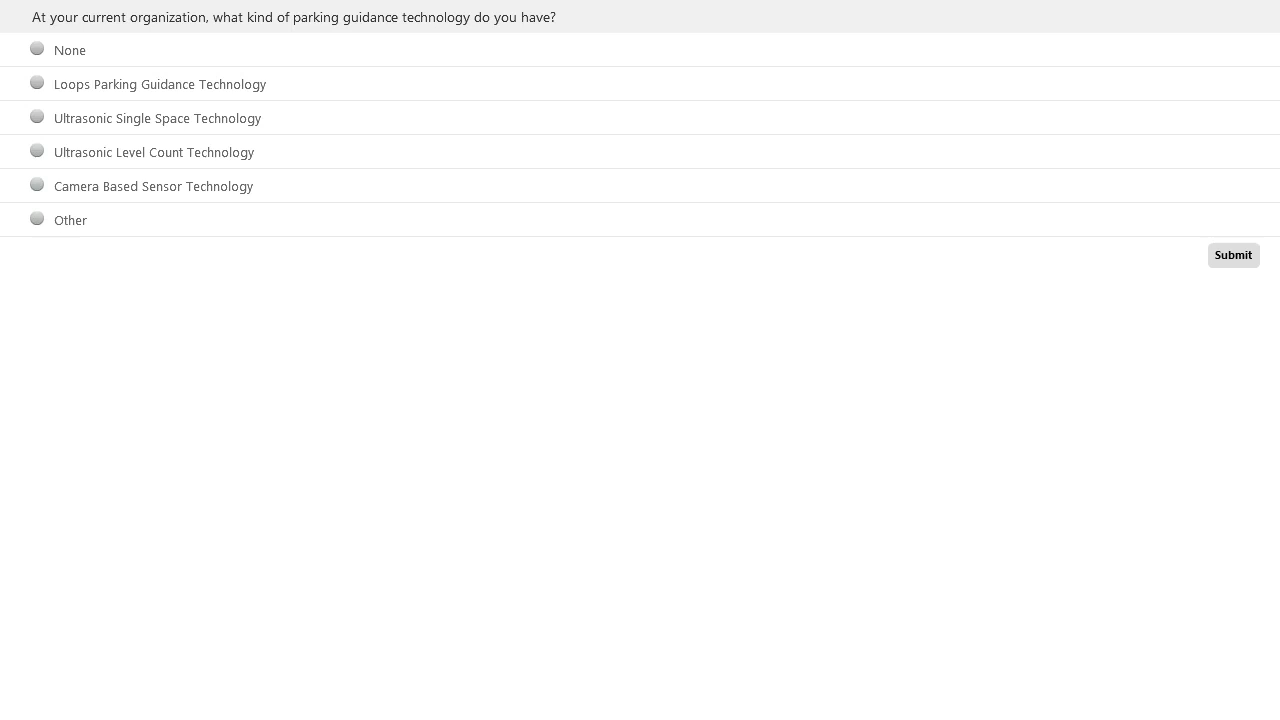 At your current organization, what kind of parking guidance technology do you have?
None
Loops Parking Guidance Technology
Ultrasonic Single Space Technology
Ultrasonic Level Count Technology
Camera Based Sensor Technology
Other
Submit